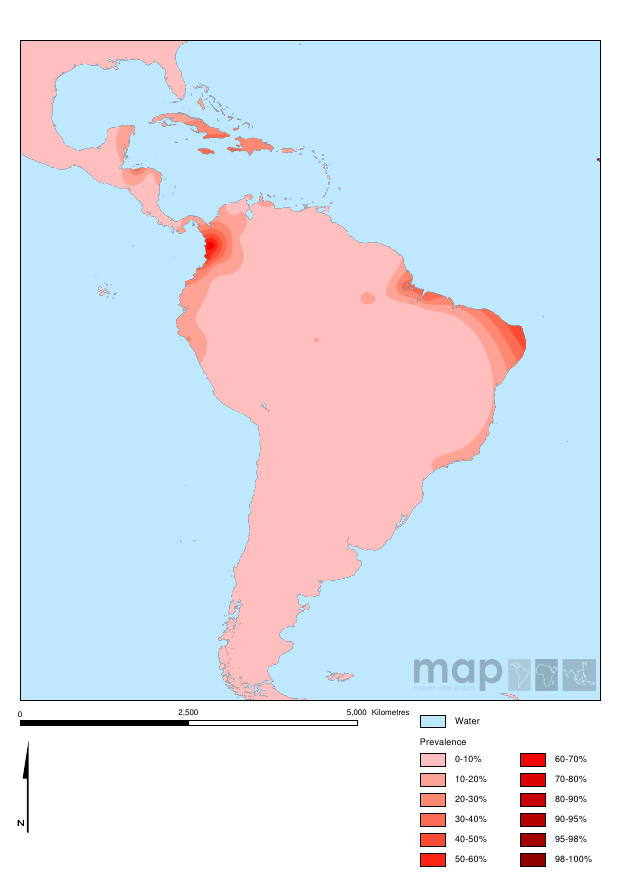 map
malaria atlas project
0 2,500 5,000 Kilometres
Water
Prevalence
0-10% 60-70%
10-20% 70-80%
20-30% 80-90%
30-40% 90-95%
40-50% 95-98%
50-60% 98-100%
N